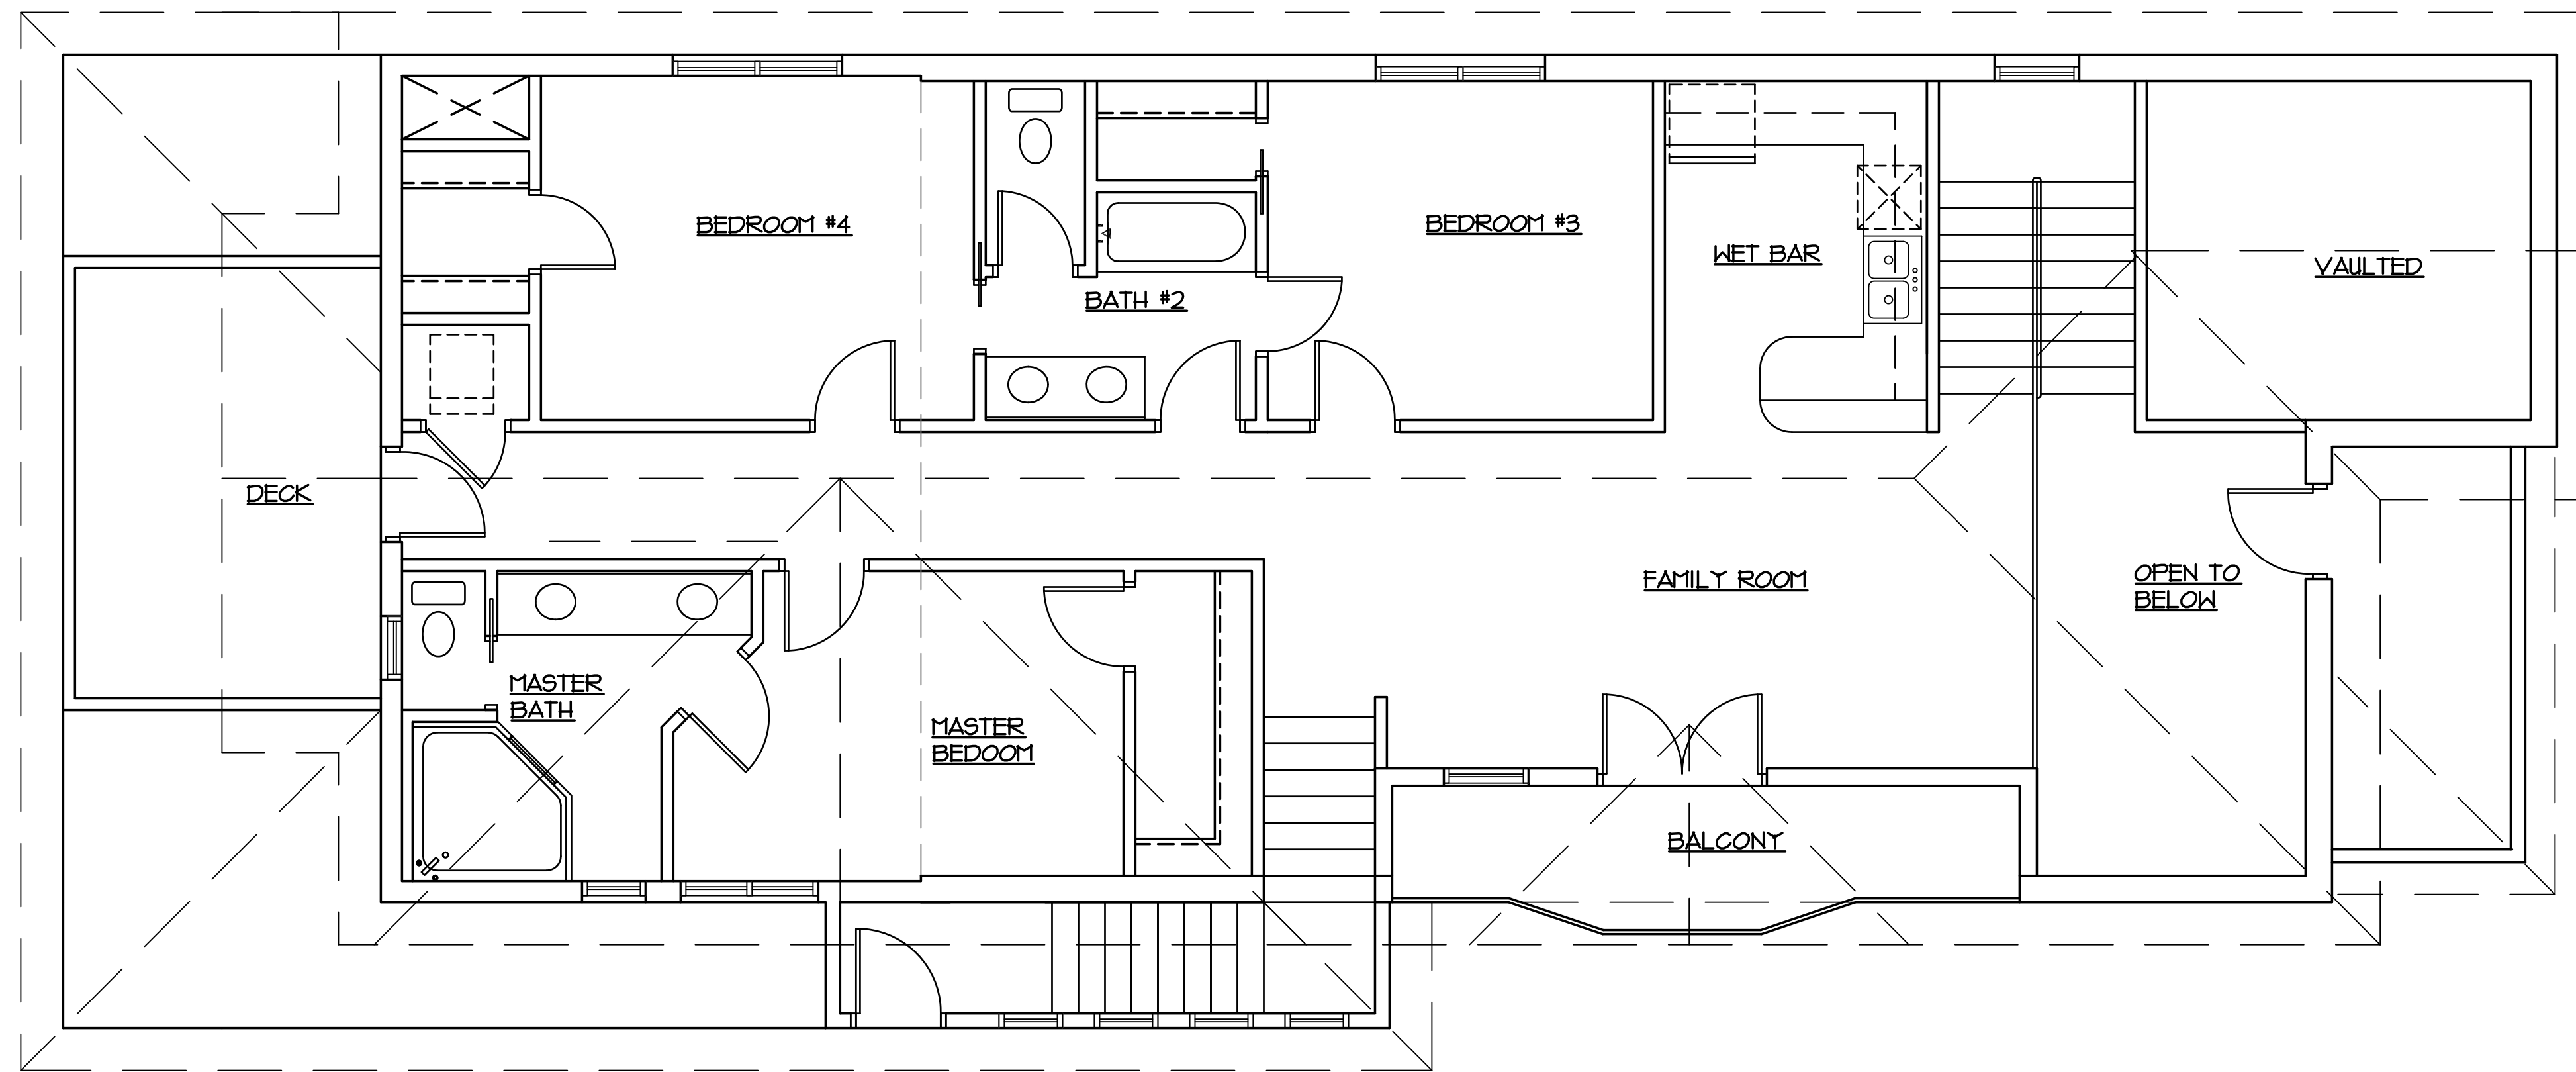 BEDROOM #4
BEDROOM #3
BATH #2
WET BAR
VAULTED
DECK
FAMILY ROOM
OPEN TO
BELOW
MASTER
BATH
MASTER
BEDOOM
BALCONY